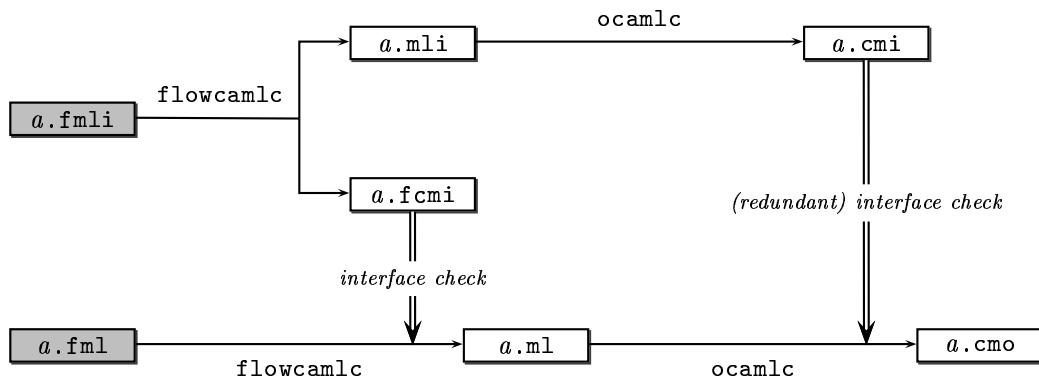 ocamlc
a.mli
a.cmi
flowcamlc
a.fmli
a.fcmi
(redundant) interface check
interface check
a.fml
a.ml
a.cmo
flowcamlc
ocamlc